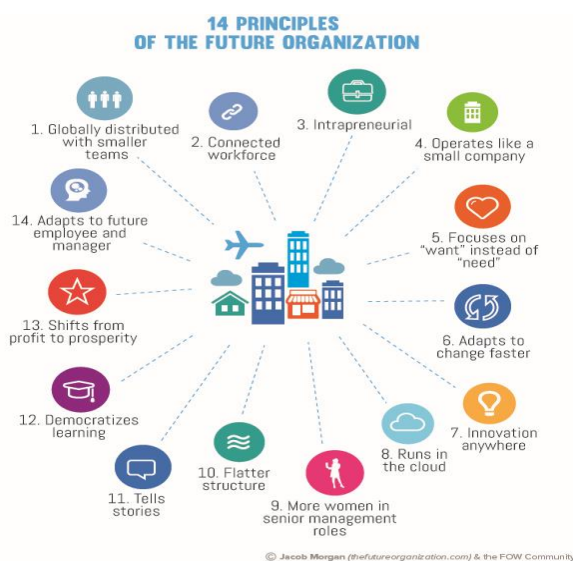 14 PRINCIPLES
OF THE FUTURE ORGANIZATION
1. Globally distributed
with smaller
teams
2. Connected
workforce
3. Intrapreneurial
4. Operates like a
small company
5. Focuses on
"want" instead of
"need"
6. Adapts to
change faster
7. Innovation
anywhere
8. Runs in
the cloud
9. More women in
senior management
roles
10. Flatter
structure
11. Tells
stories
12. Democratizes
learning
13. Shifts from
profit to prosperity
14. Adapts to future
employee and
manager
© Jacob Morgan (thefutureorganization.com) & the FOW Community